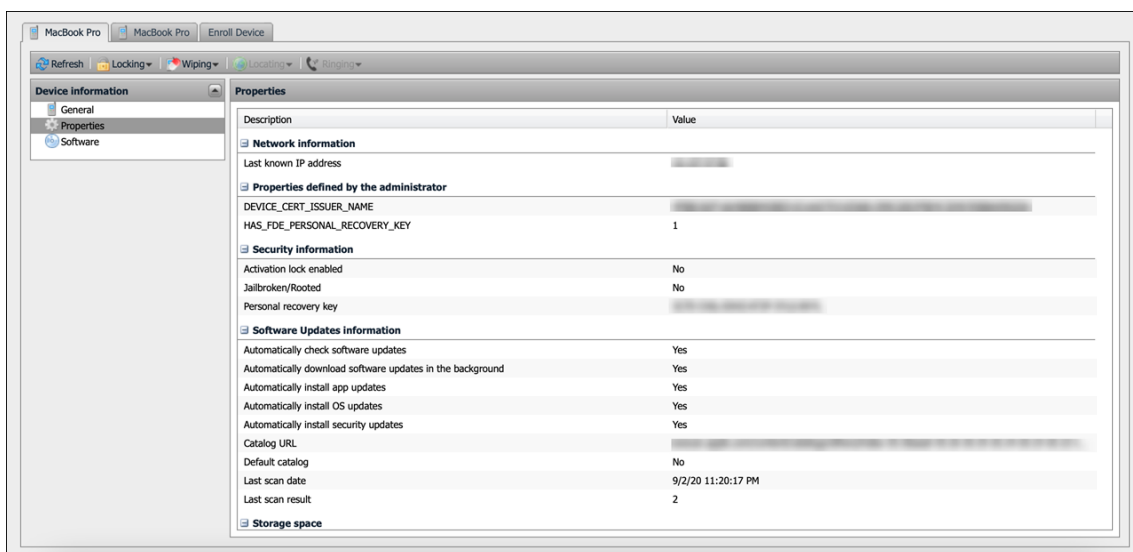 MacBook Pro MacBook Pro Enroll Device
Refresh Locking Wiping Locating Ringing
Device information
General
Properties
Software
Properties
Description Value
Network information
Last known IP address
Properties defined by the administrator
DEVICE_CERT_ISSUER_NAME
HAS_FDE_PERSONAL_RECOVERY_KEY 1
Security information
Activation lock enabled No
Jailbroken/Rooted No
Personal recovery key
Software Updates information
Automatically check software updates Yes
Automatically download software updates in the background Yes
Automatically install app updates Yes
Automatically install OS updates Yes
Automatically install security updates Yes
Catalog URL
Default catalog No
Last scan date 9/2/20 11:20:17 PM
Last scan result 2
Storage space